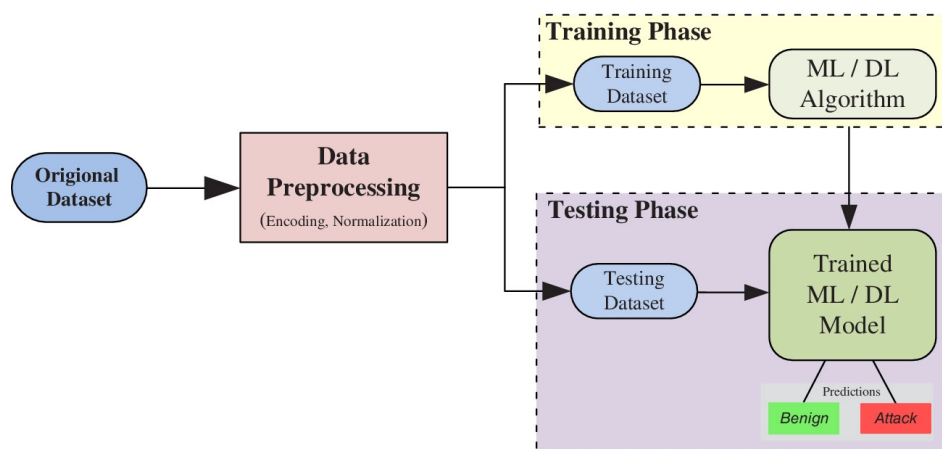 Origional
Dataset
Data
Preprocessing
(Encoding, Normalization)
Training Phase
Training
Dataset
ML / DL
Algorithm
Testing Phase
Testing
Dataset
Trained
ML / DL
Model
Predictions
Benign
Attack